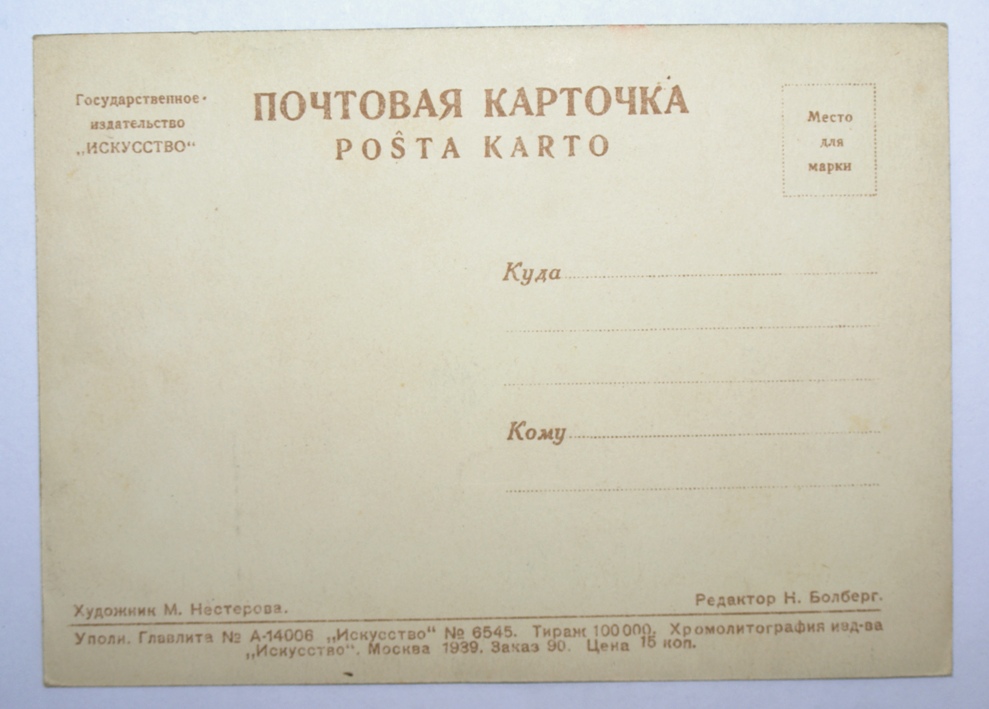 Государственное
издательство
„ИСКУССТВО“
ПОЧТОВАЯ КАРТОЧКА
POŜTA KARTO
Место
для
марки
Куда
Кому
Художник М. Нестерова.
Редактор Н. Болберг.
Уполн. Главлита № А-14006 „Искусство“ № 6545. Тираж 100000. Хромолитография изд-ва
„Искусство“. Москва 1939. Заказ 90. Цена 15 коп.